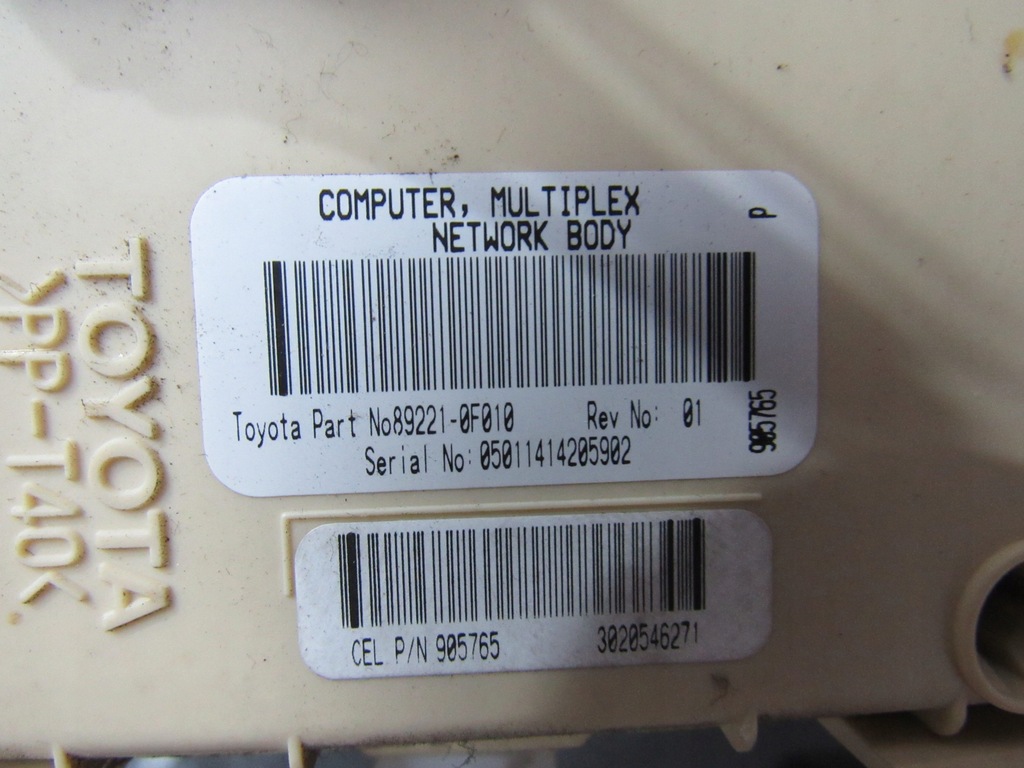 COMPUTER, MULTIPLEX
NETWORK BODY
P
Toyota Part No89221-0F010 Rev No: 01
Serial No: 05011414205902
905765
CEL P/N 905765 3020546271
TOYOTA
>PP-T40<